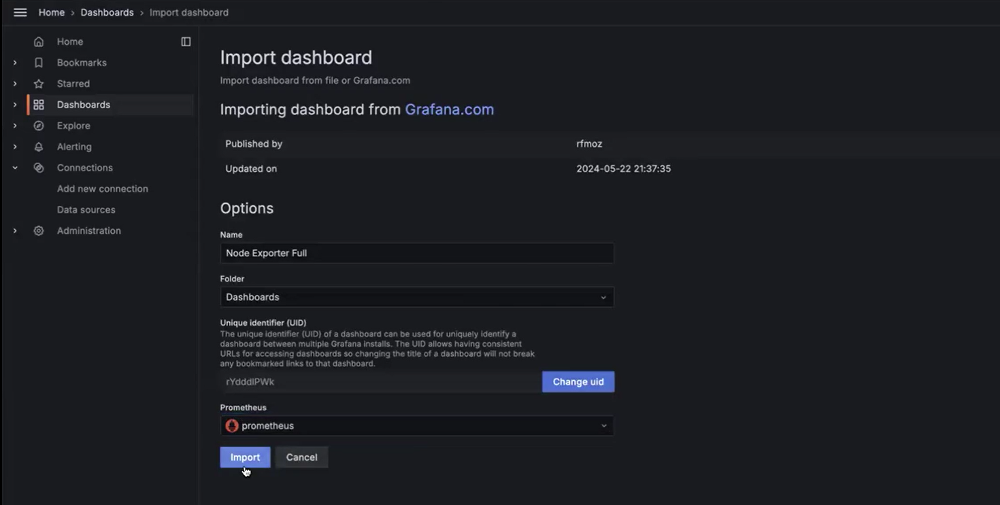 Home › Dashboards › Import dashboard
Home
Bookmarks
Starred
Dashboards
Explore
Alerting
Connections
Add new connection
Data sources
Administration
Import dashboard
Import dashboard from file or Grafana.com
Importing dashboard from Grafana.com
Published by rfmoz
Updated on 2024-05-22 21:37:35
Options
Name
Node Exporter Full
Folder
Dashboards
Unique identifier (UID)
The unique identifier (UID) of a dashboard can be used for uniquely identify a
dashboard between multiple Grafana installs. The UID allows having consistent
URLs for accessing dashboards so changing the title of a dashboard will not break
any bookmarked links to that dashboard.
rYdddlPWk Change uid
Prometheus
prometheus
Import Cancel